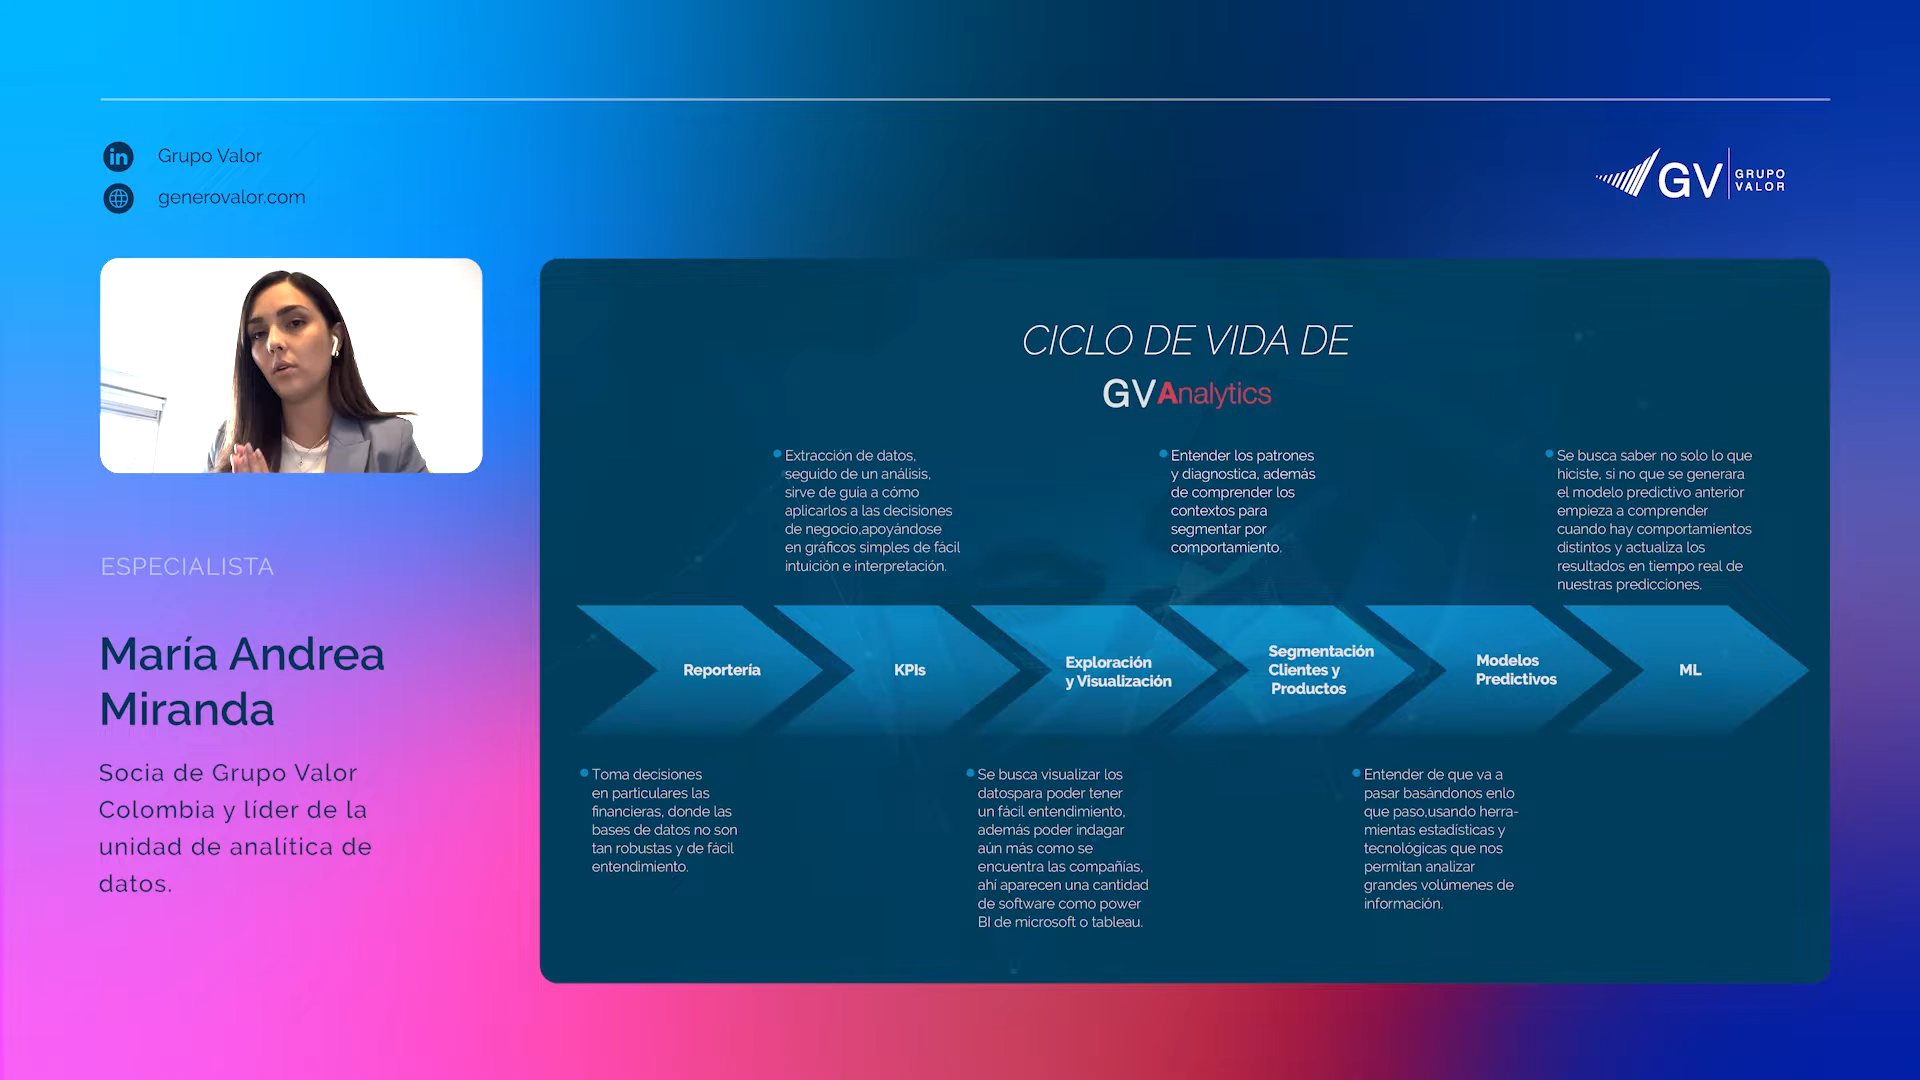 Grupo Valor
generovalor.com
GV GRUPO
VALOR
ESPECIALISTA
María Andrea
Miranda
Socia de Grupo Valor
Colombia y líder de la
unidad de analítica de
datos.
CICLO DE VIDA DE
GVAnalytics
Extracción de datos,
seguido de un análisis,
sirve de guia a cómo
aplicarlos a las decisiones
de negocio,apoyándose
en gráficos simples de fácil
intuición e interpretación.
Entender los patrones
y diagnostica, además
de comprender los
contextos para
segmentar por
comportamiento.
Se busca saber no solo lo que
hiciste, si no que se generara
el modelo predictivo anterior
empieza a comprender
cuando hay comportamientos
distintos y actualiza los
resultados en tiempo real de
nuestras predicciones.
Reportería
KPIs
Exploración
y Visualización
Segmentación
Clientes y
Productos
Modelos
Predictivos
ML
Toma decisiones
en particulares las
financieras, donde las
bases de datos no son
tan robustas y de fácil
entendimiento.
Se busca visualizar los
datospara poder tener
un fácil entendimiento,
además poder indagar
aún más como se
encuentra las compañías,
ahí aparecen una cantidad
de software como power
BI de microsoft o tableau.
Entender de que va a
pasar basándonos enlo
que paso,usando herra-
mientas estadísticas y
tecnológicas que nos
permitan analizar
grandes volúmenes de
información.